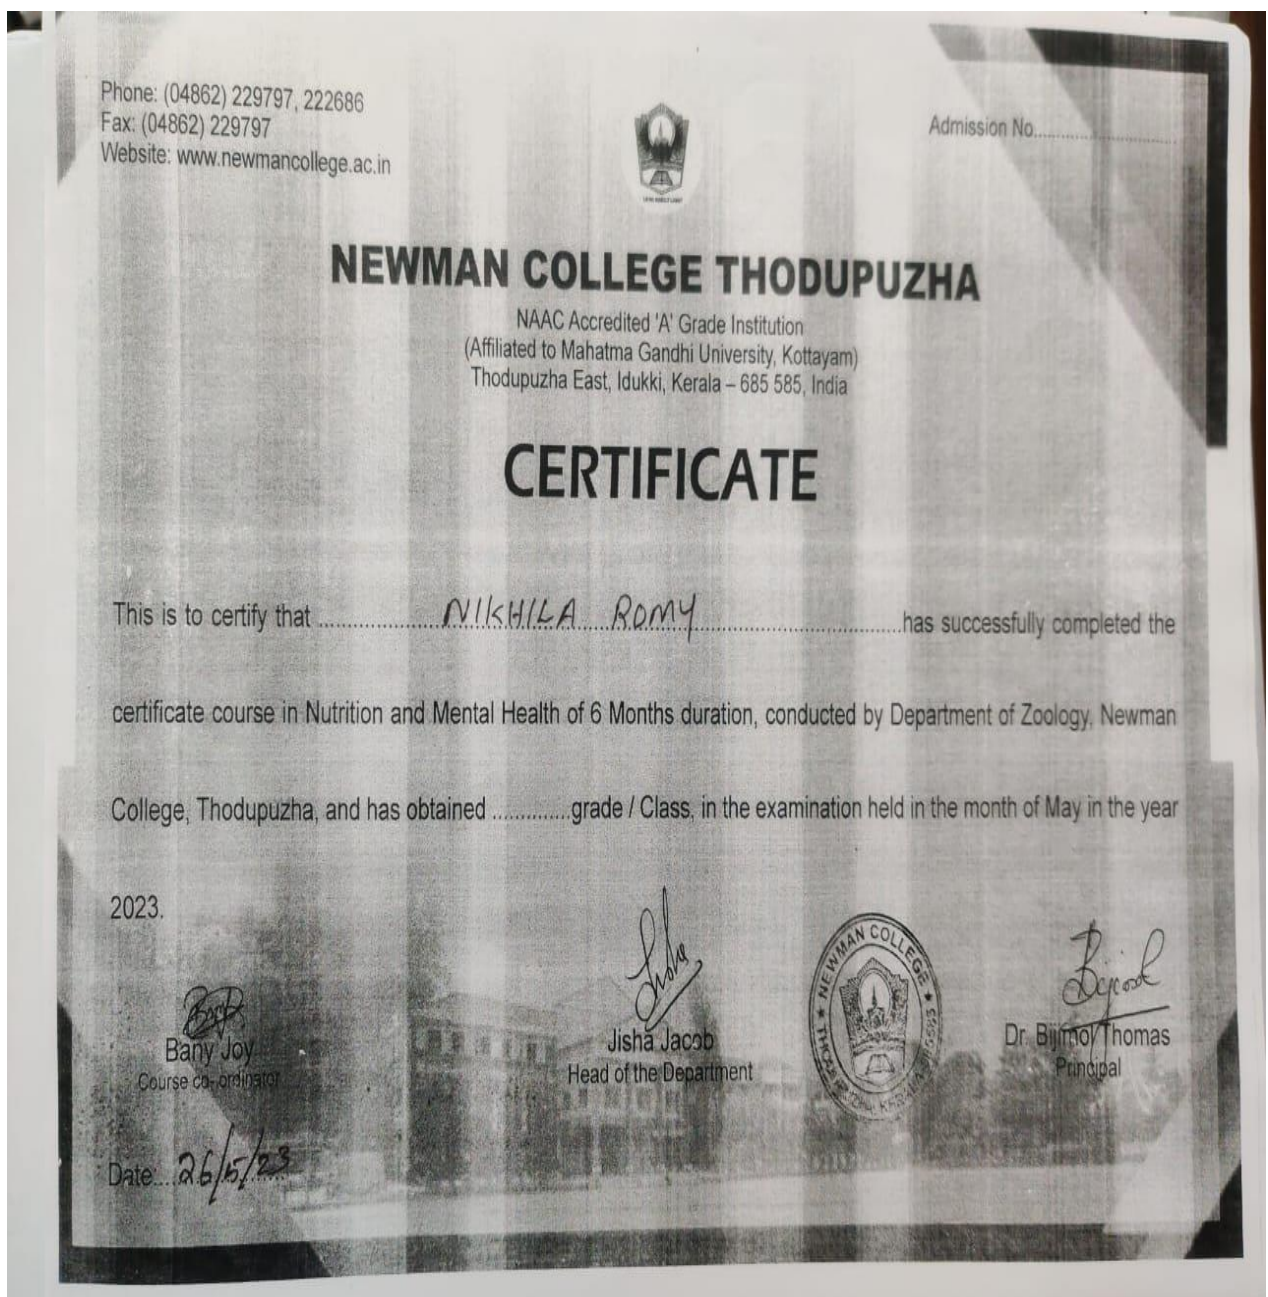 Phone: (04862) 229797, 222686
Fax: (04862) 229797
Website: www.newmancollege.ac.in
Admission No..............................
NEWMAN COLLEGE THODUPUZHA
NAAC Accredited 'A' Grade Institution
(Affiliated to Mahatma Gandhi University, Kottayam)
Thodupuzha East, Idukki, Kerala – 685 585, India
CERTIFICATE
This is to certify that ....................NIKHILA ROMY..............................has successfully completed the
certificate course in Nutrition and Mental Health of 6 Months duration, conducted by Department of Zoology, Newman
College, Thodupuzha, and has obtained .............grade / Class, in the examination held in the month of May in the year
2023.
NEWMAN COLLEGE
Bany Joy
Course co-ordinator
Jisha Jacob
Head of the Department
Dr. Bijimol Thomas
Principal
Date:...26/5/23